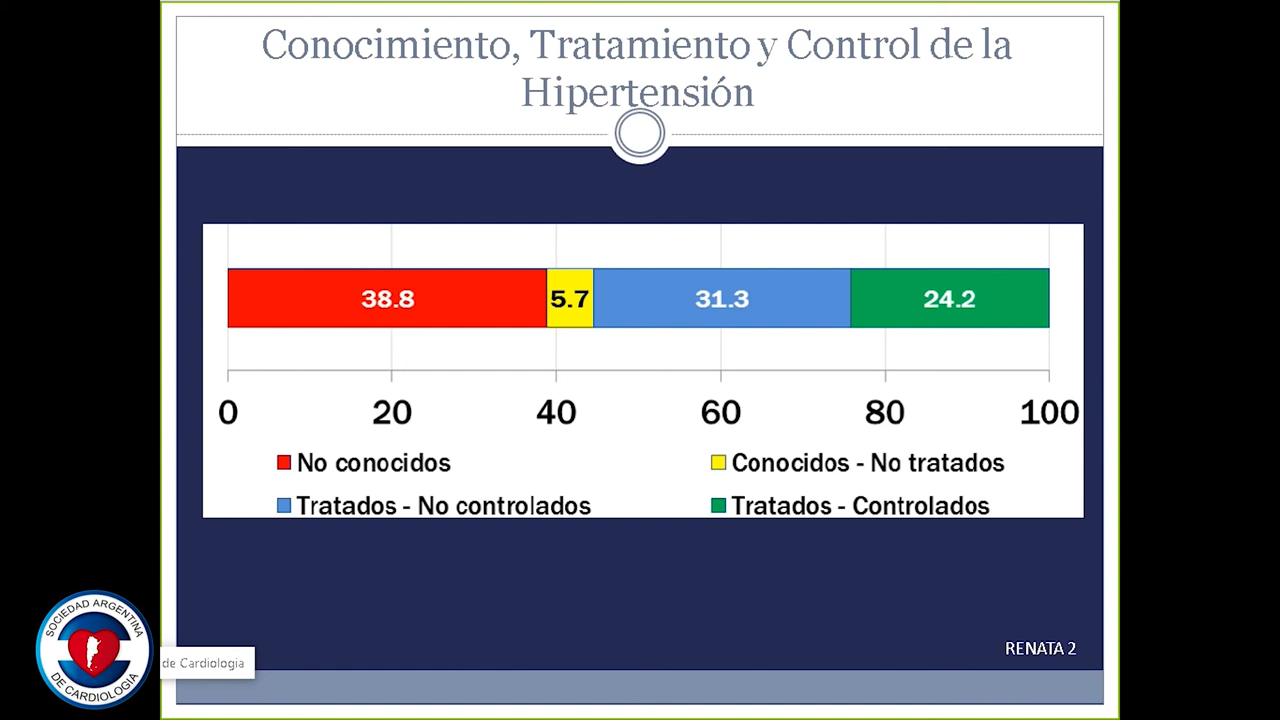 Conocimiento, Tratamiento y Control de la
Hipertensión
38.8 5.7 31.3 24.2
0 20 40 60 80 100
No conocidos Conocidos - No tratados
Tratados - No controlados Tratados - Controlados
RENATA 2
SOCIEDAD ARGENTINA
DE CARDIOLOGIA
de Cardiologia